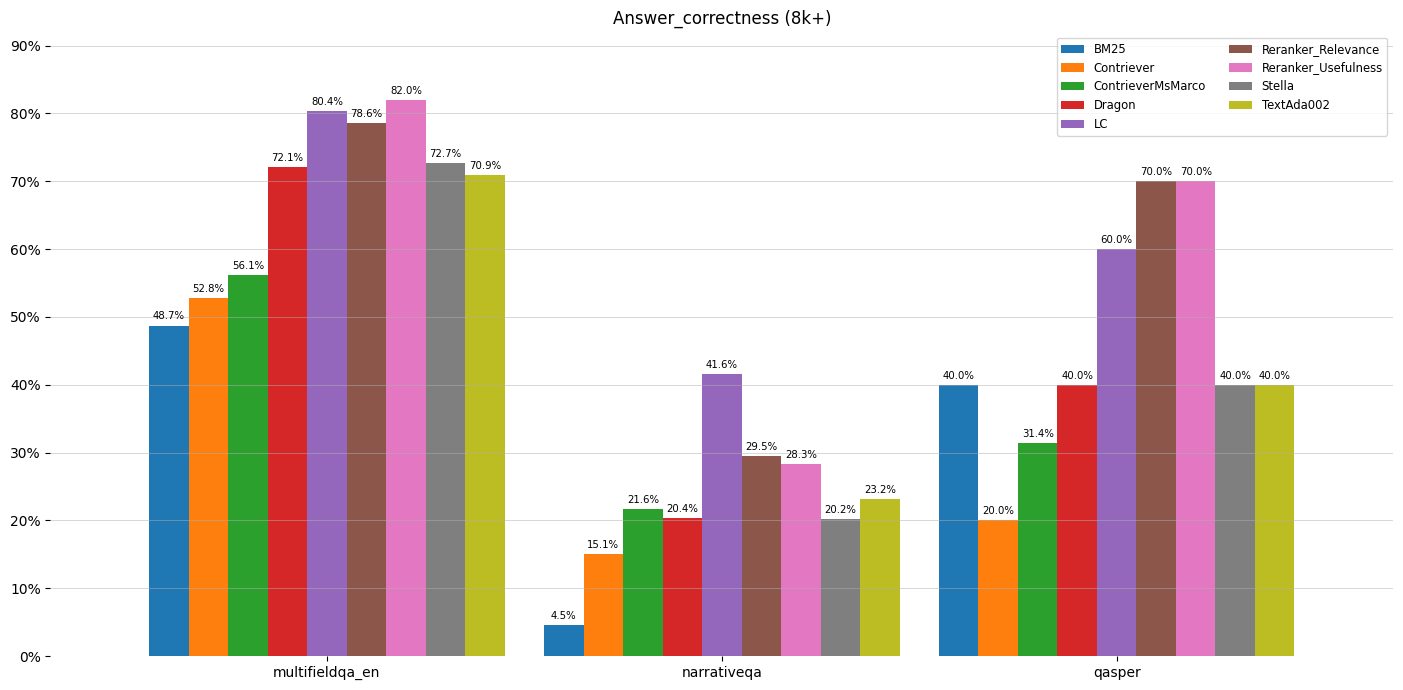 Answer_correctness (8k+)
BM25
Contriever
ContrieverMsMarco
Dragon
LC
Reranker_Relevance
Reranker_Usefulness
Stella
TextAda002
90%
80%
70%
60%
50%
40%
30%
20%
10%
0%
48.7%
52.8%
56.1%
72.1%
80.4%
78.6%
82.0%
72.7%
70.9%
4.5%
15.1%
21.6%
20.4%
41.6%
29.5%
28.3%
20.2%
23.2%
40.0%
20.0%
31.4%
40.0%
60.0%
70.0%
70.0%
40.0%
40.0%
multifieldqa_en
narrativeqa
qasper